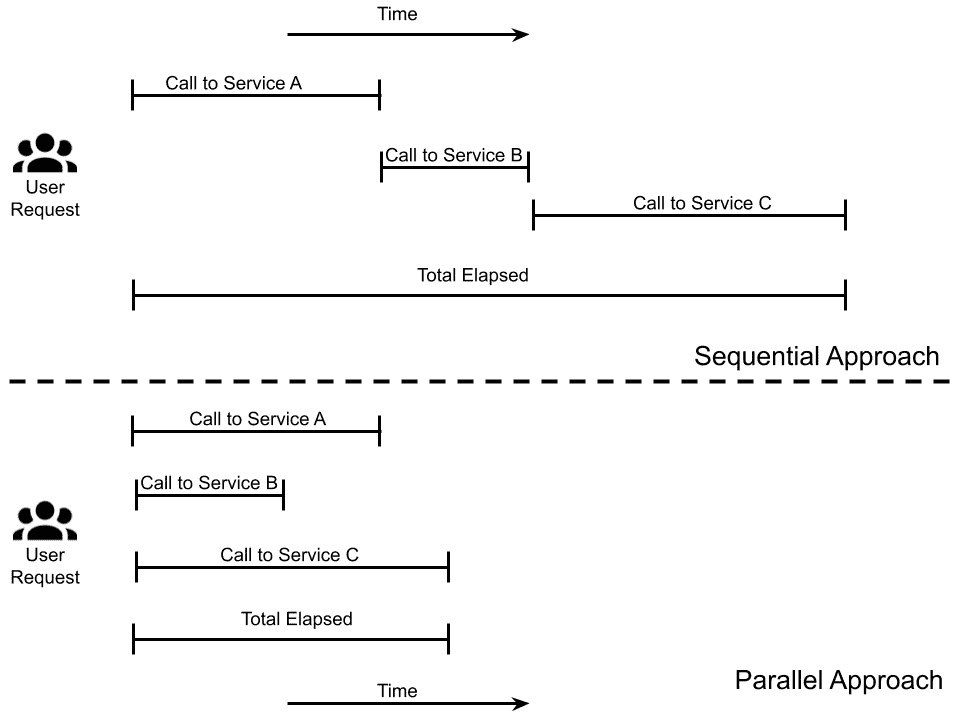 Time
Call to Service A
Call to Service B
User
Request
Call to Service C
Total Elapsed
Sequential Approach
Call to Service A
Call to Service B
User
Request
Call to Service C
Total Elapsed
Parallel Approach
Time